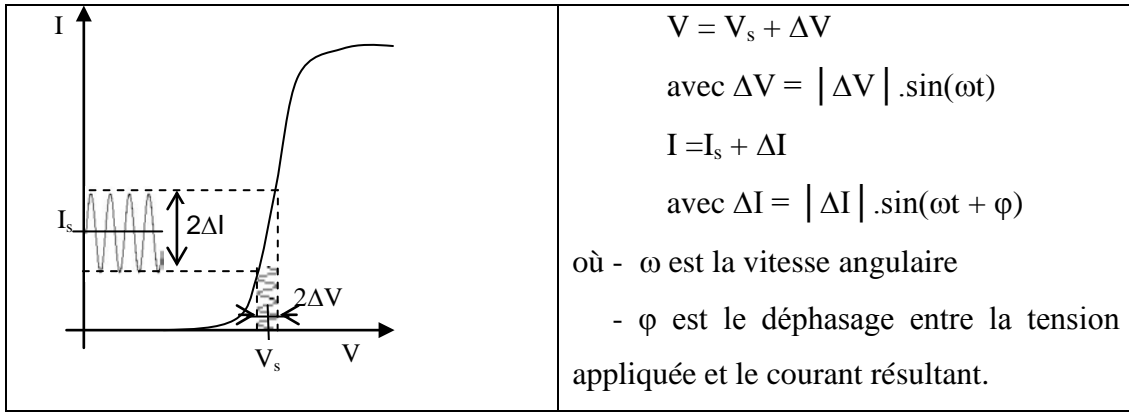 I
I_s
2ΔI
2ΔV
V_s
V
V = V_s + ΔV
avec ΔV = |ΔV| .sin(ωt)
I =I_s + ΔI
avec ΔI = |ΔI| .sin(ωt + φ)
où - ω est la vitesse angulaire
- φ est le déphasage entre la tension
appliquée et le courant résultant.